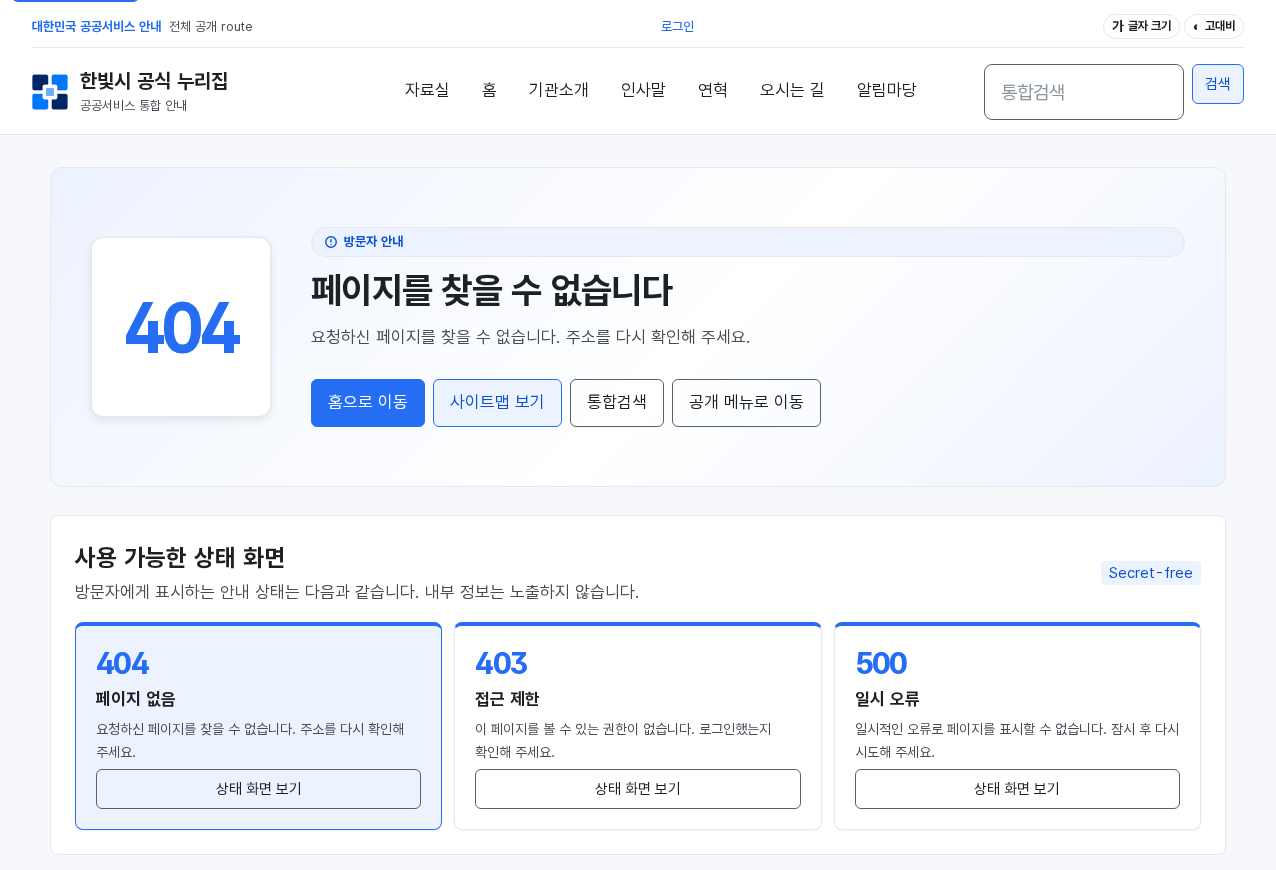 대한민국 공공서비스 안내 전체 공개 route
로그인
가 글자 크기
고대비
한빛시 공식 누리집
공공서비스 통합 안내
자료실 홈 기관소개 인사말 연혁 오시는 길 알림마당
통합검색
검색
404
방문자 안내
페이지를 찾을 수 없습니다
요청하신 페이지를 찾을 수 없습니다. 주소를 다시 확인해 주세요.
홈으로 이동
사이트맵 보기
통합검색
공개 메뉴로 이동
사용 가능한 상태 화면
방문자에게 표시하는 안내 상태는 다음과 같습니다. 내부 정보는 노출하지 않습니다.
Secret-free
404
페이지 없음
요청하신 페이지를 찾을 수 없습니다. 주소를 다시 확인해
주세요.
상태 화면 보기
403
접근 제한
이 페이지를 볼 수 있는 권한이 없습니다. 로그인했는지
확인해 주세요.
상태 화면 보기
500
일시 오류
일시적인 오류로 페이지를 표시할 수 없습니다. 잠시 후 다시
시도해 주세요.
상태 화면 보기